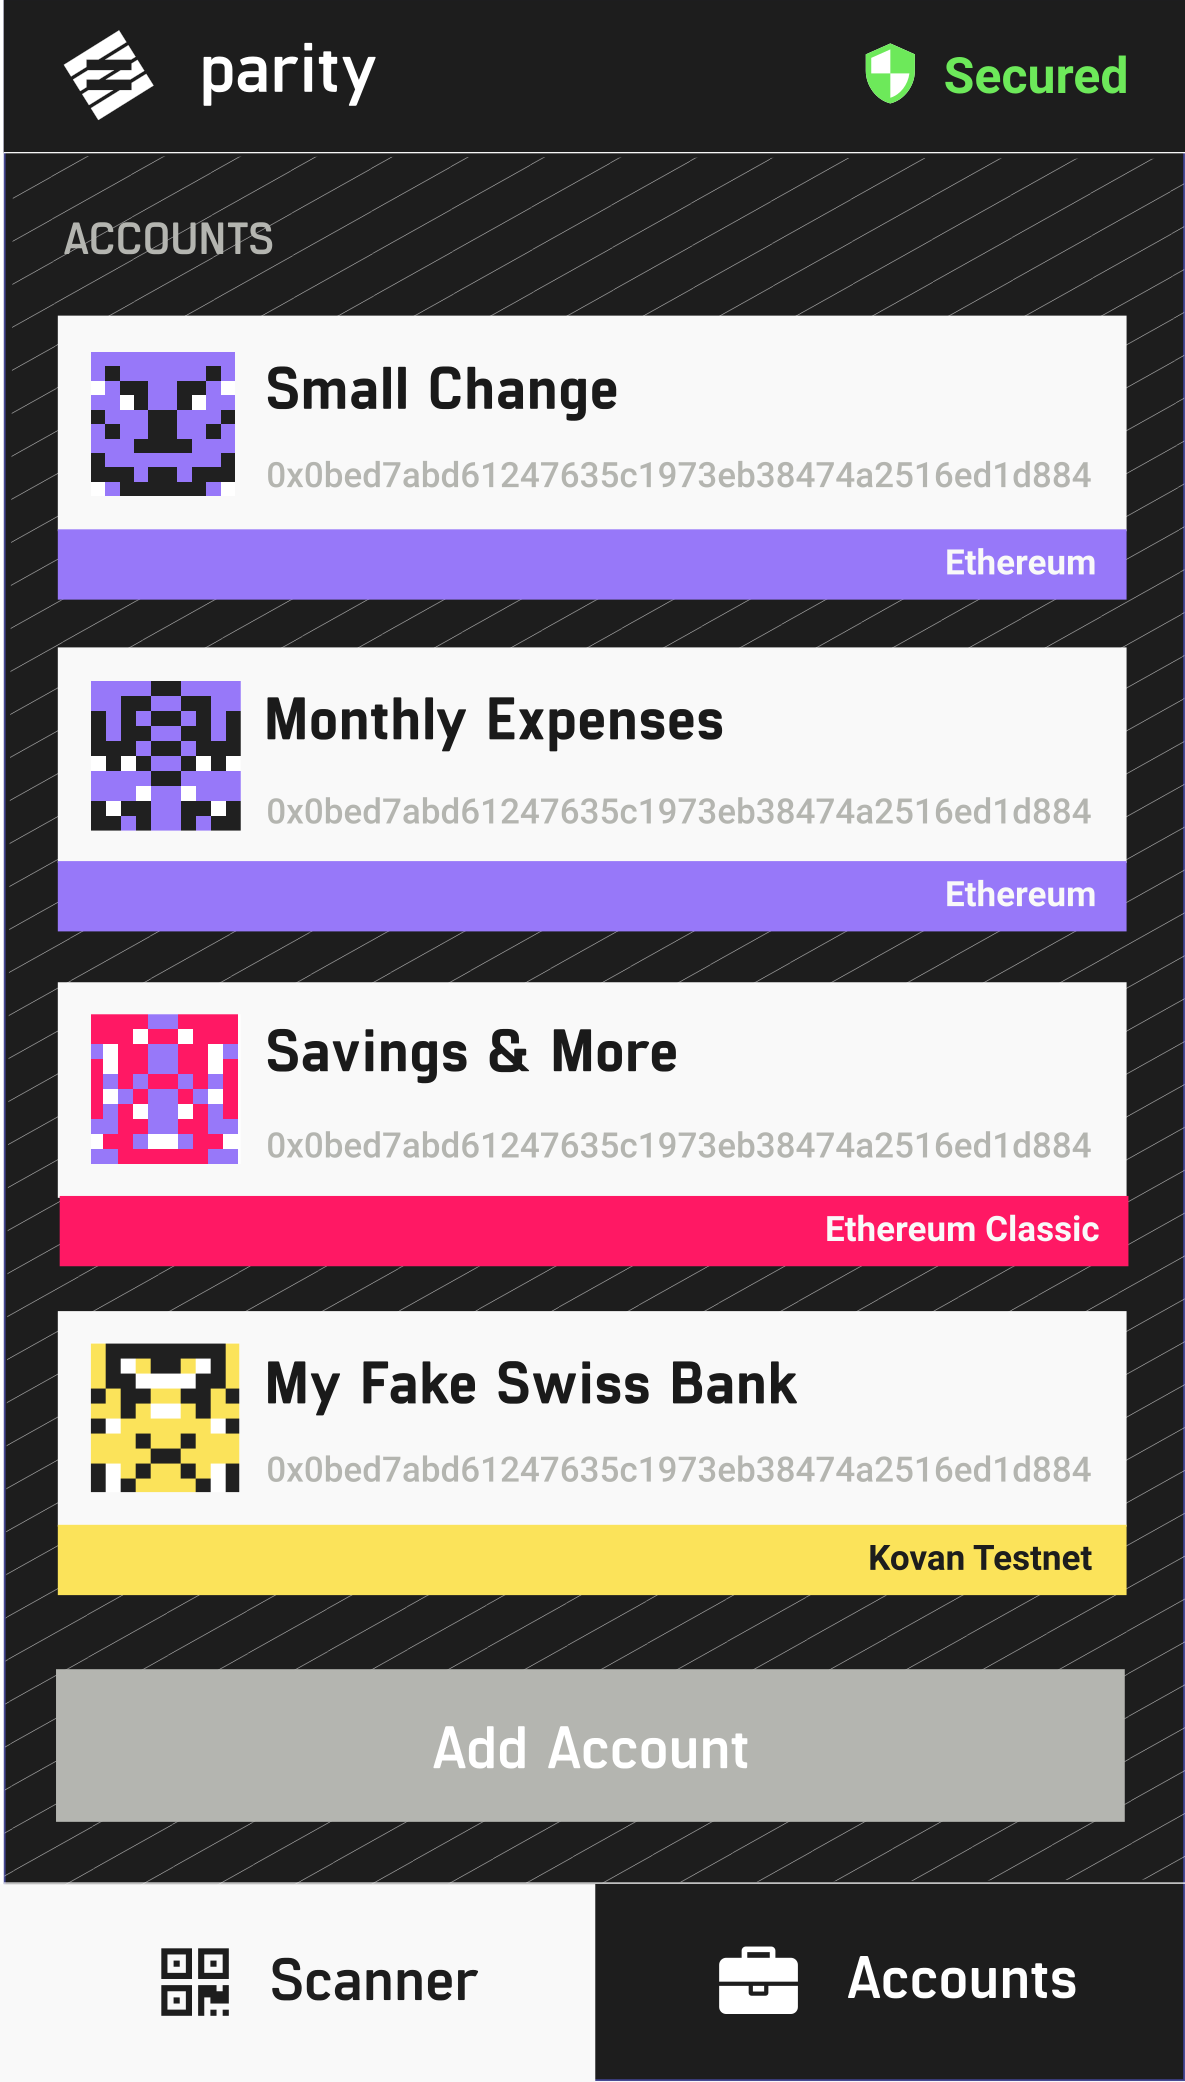 parity
Secured
ACCOUNTS
Small Change
0x0bed7abd61247635c1973eb38474a2516ed1d884
Ethereum
Monthly Expenses
0x0bed7abd61247635c1973eb38474a2516ed1d884
Ethereum
Savings & More
0x0bed7abd61247635c1973eb38474a2516ed1d884
Ethereum Classic
My Fake Swiss Bank
0x0bed7abd61247635c1973eb38474a2516ed1d884
Kovan Testnet
Add Account
Scanner
Accounts